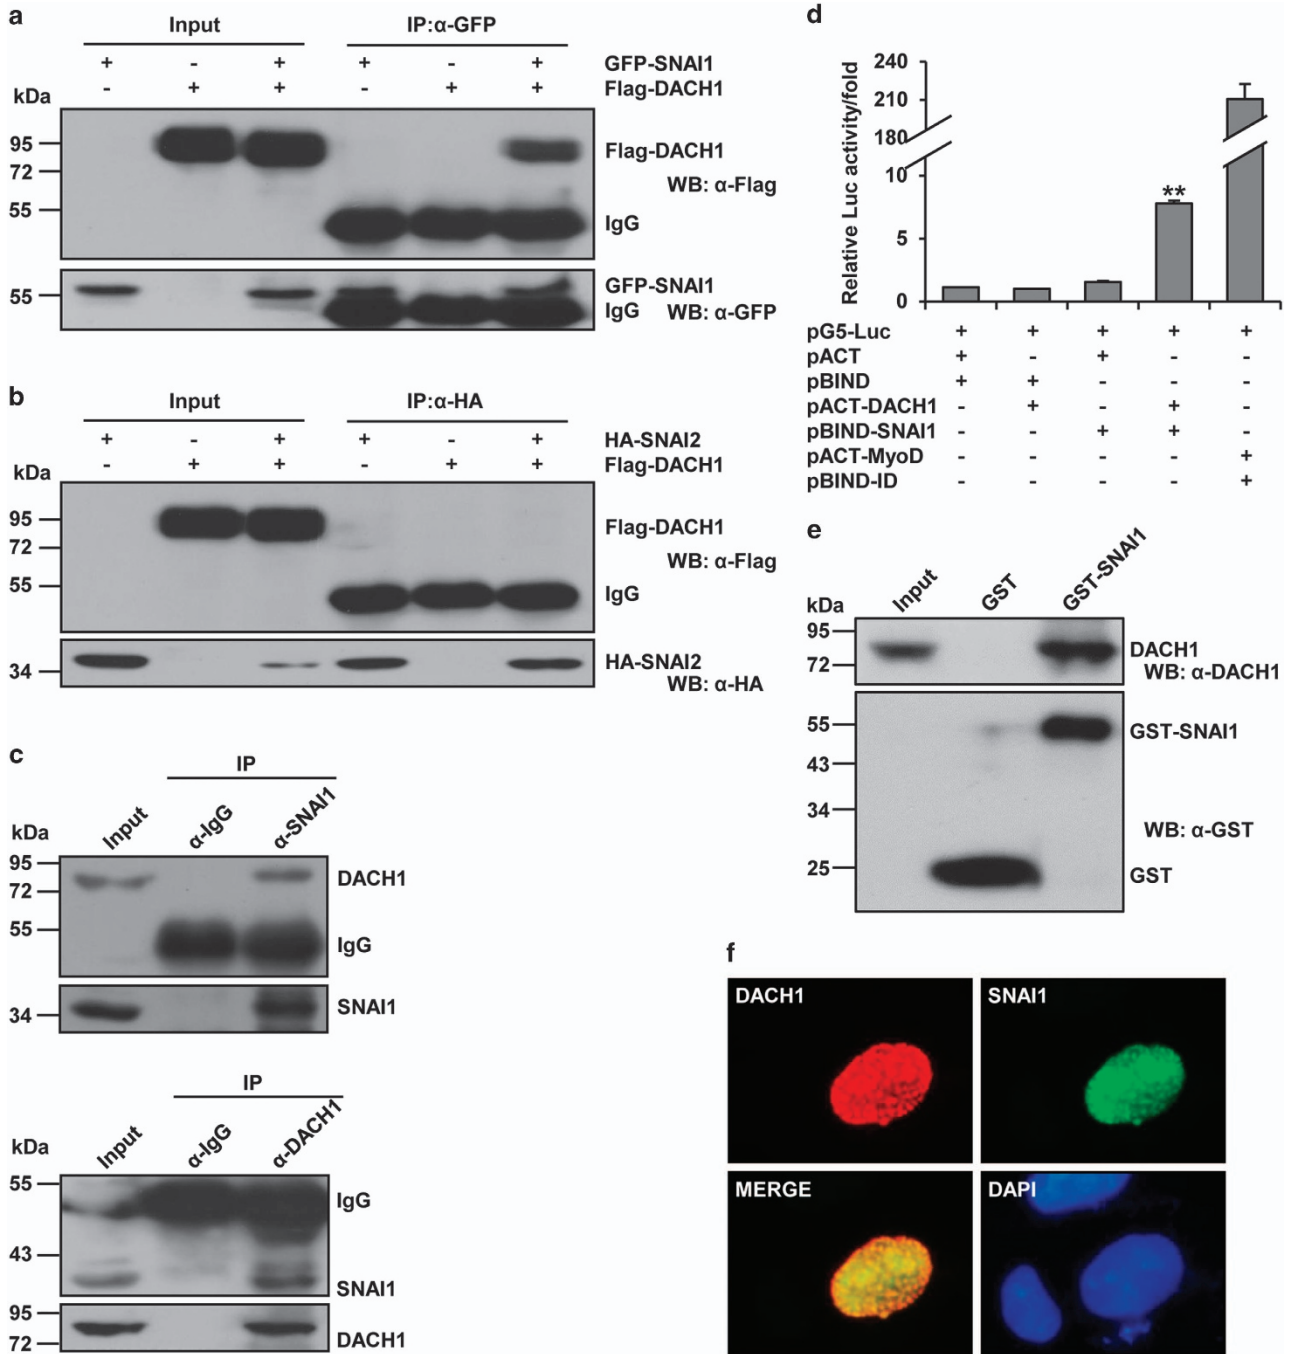 a
Input IP:α-GFP
+ - + + - + GFP-SNAI1
- + + - + + Flag-DACH1
kDa
95
72
55
Flag-DACH1
WB: α-Flag
IgG
55
GFP-SNAI1
IgG WB: α-GFP
b
Input IP:α-HA
+ - + + - + HA-SNAI2
- + + - + + Flag-DACH1
kDa
95
72
55
Flag-DACH1
WB: α-Flag
IgG
34
HA-SNAI2
WB: α-HA
c
IP
kDa Input α-IgG α-SNAI1
95
72
55
DACH1
IgG
34
SNAI1
IP
kDa Input α-IgG α-DACH1
55
43
IgG
SNAI1
95
72
DACH1
d
Relative Luc activity/fold
240
210
180
10
5
0
**
pG5-Luc + + + + +
pACT + - + - -
pBIND + + - - -
pACT-DACH1 - + - + -
pBIND-SNAI1 - - + + -
pACT-MyoD - - - - +
pBIND-ID - - - - +
e
kDa Input GST GST-SNAI1
95
72
DACH1
WB: α-DACH1
55
43
34
25
GST-SNAI1
WB: α-GST
GST
f
DACH1 SNAI1
MERGE DAPI